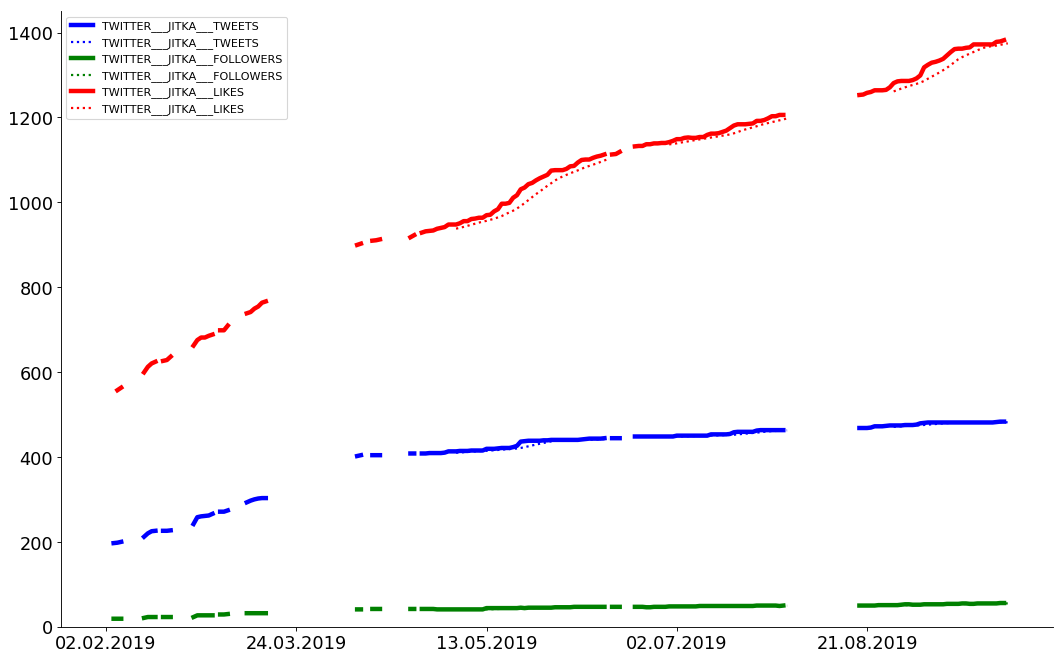 1400
1200
1000
800
600
400
200
0
TWITTER___JITKA___TWEETS
TWITTER___JITKA___TWEETS
TWITTER___JITKA___FOLLOWERS
TWITTER___JITKA___FOLLOWERS
TWITTER___JITKA___LIKES
TWITTER___JITKA___LIKES
02.02.2019 24.03.2019 13.05.2019 02.07.2019 21.08.2019